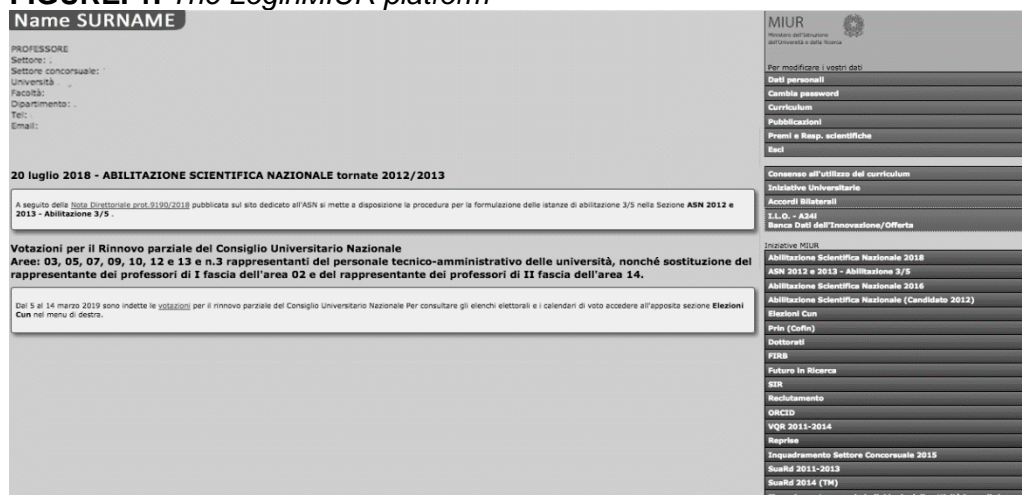 FIGURE. 1. The LoginMIUR platform
Name SURNAME
PROFESSORE
Settore: .
Settore concorsuale:
Università
Facoltà:
Dipartimento: .
Tel:
Email:
20 luglio 2018 - ABILITAZIONE SCIENTIFICA NAZIONALE tornate 2012/2013
A seguito della Nota Direttoriale prot.9190/2018 pubblicata sul sito dedicato all'ASN si mette a disposizione la procedura per la formulazione delle istanze di abilitazione 3/5 nella Sezione ASN 2012 e
2013 - Abilitazione 3/5 .
Votazioni per il Rinnovo parziale del Consiglio Universitario Nazionale
Aree: 03, 05, 07, 09, 10, 12 e 13 e n.3 rappresentanti del personale tecnico-amministrativo delle università, nonché sostituzione del
rappresentante dei professori di I fascia dell'area 02 e del rappresentante dei professori di II fascia dell'area 14.
Dal 5 al 14 marzo 2019 sono indette le votazioni per il rinnovo parziale del Consiglio Universitario Nazionale Per consultare gli elenchi elettorali e i calendari di voto accedere all'apposita sezione Elezioni
Cun nel menu di destra.
MIUR
Ministero dell'Istruzione
dell'Università e della Ricerca
Per modificare i vostri dati
Dati personali
Cambia password
Curriculum
Pubblicazioni
Premi e Resp. scientifiche
Esci
Consenso all'utilizzo del curriculum
Iniziative Universitarie
Accordi Bilaterali
I.L.O. - A24I
Banca Dati dell'Innovazione/Offerta
Iniziative MIUR
Abilitazione Scientifica Nazionale 2018
ASN 2012 e 2013 - Abilitazione 3/5
Abilitazione Scientifica Nazionale 2016
Abilitazione Scientifica Nazionale (Candidato 2012)
Elezioni Cun
Prin (Cofin)
Dottorati
FIRB
Futuro in Ricerca
SIR
Reclutamento
ORCID
VQR 2011-2014
Reprise
Inquadramento Settore Concorsuale 2015
SuaRd 2011-2013
SuaRd 2014 (TM)